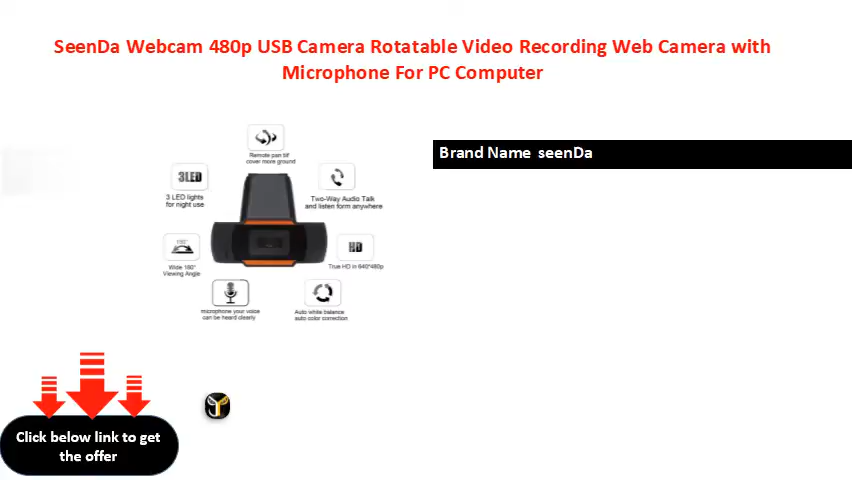 SeenDa Webcam 480p USB Camera Rotatable Video Recording Web Camera with
Microphone For PC Computer
Remote pan tilt
cover more ground
Brand Name seenDa
3LED
3 LED lights
for night use
Two-Way Audio Talk
and listen form anywhere
HD
Wide 160°
Viewing Angle
True HD in 640*480p
microphone your voice
can be heard clearly
Auto white balance
auto color correction
Click below link to get
the offer